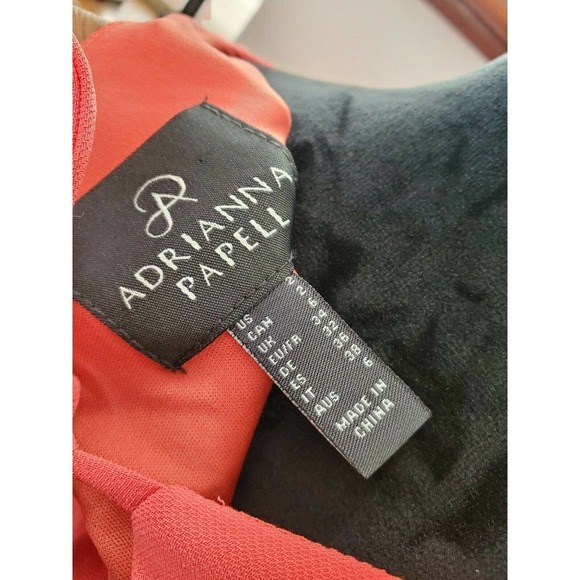 ADRIANNA
PAPELL
US 2
CAN 2
UK 6
EU/FR 34
DE 32
ES 36
IT 38
AUS 6
MADE IN
CHINA